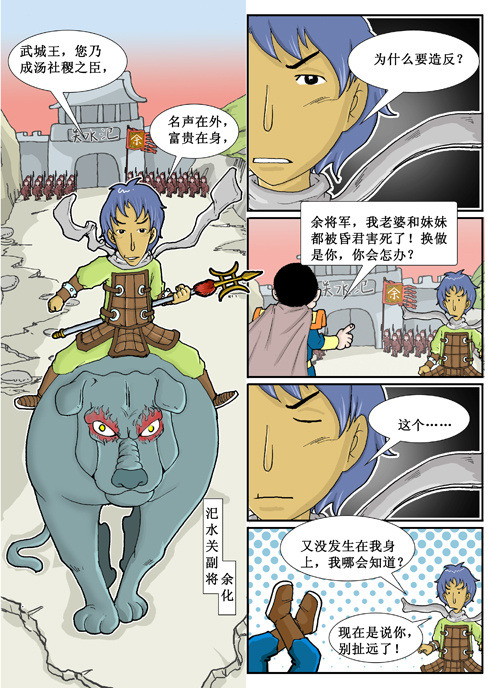 武城王，您乃
成汤社稷之臣，
名声在外，
富贵在身，
关水汜
余
汜水关副将
余化
为什么要造反？
余将军，我老婆和妹妹
都被昏君害死了！换做
是你，你会怎办？
关水汜
余
这个……
又没发生在我身
上，我哪会知道？
现在是说你，
别扯远了！